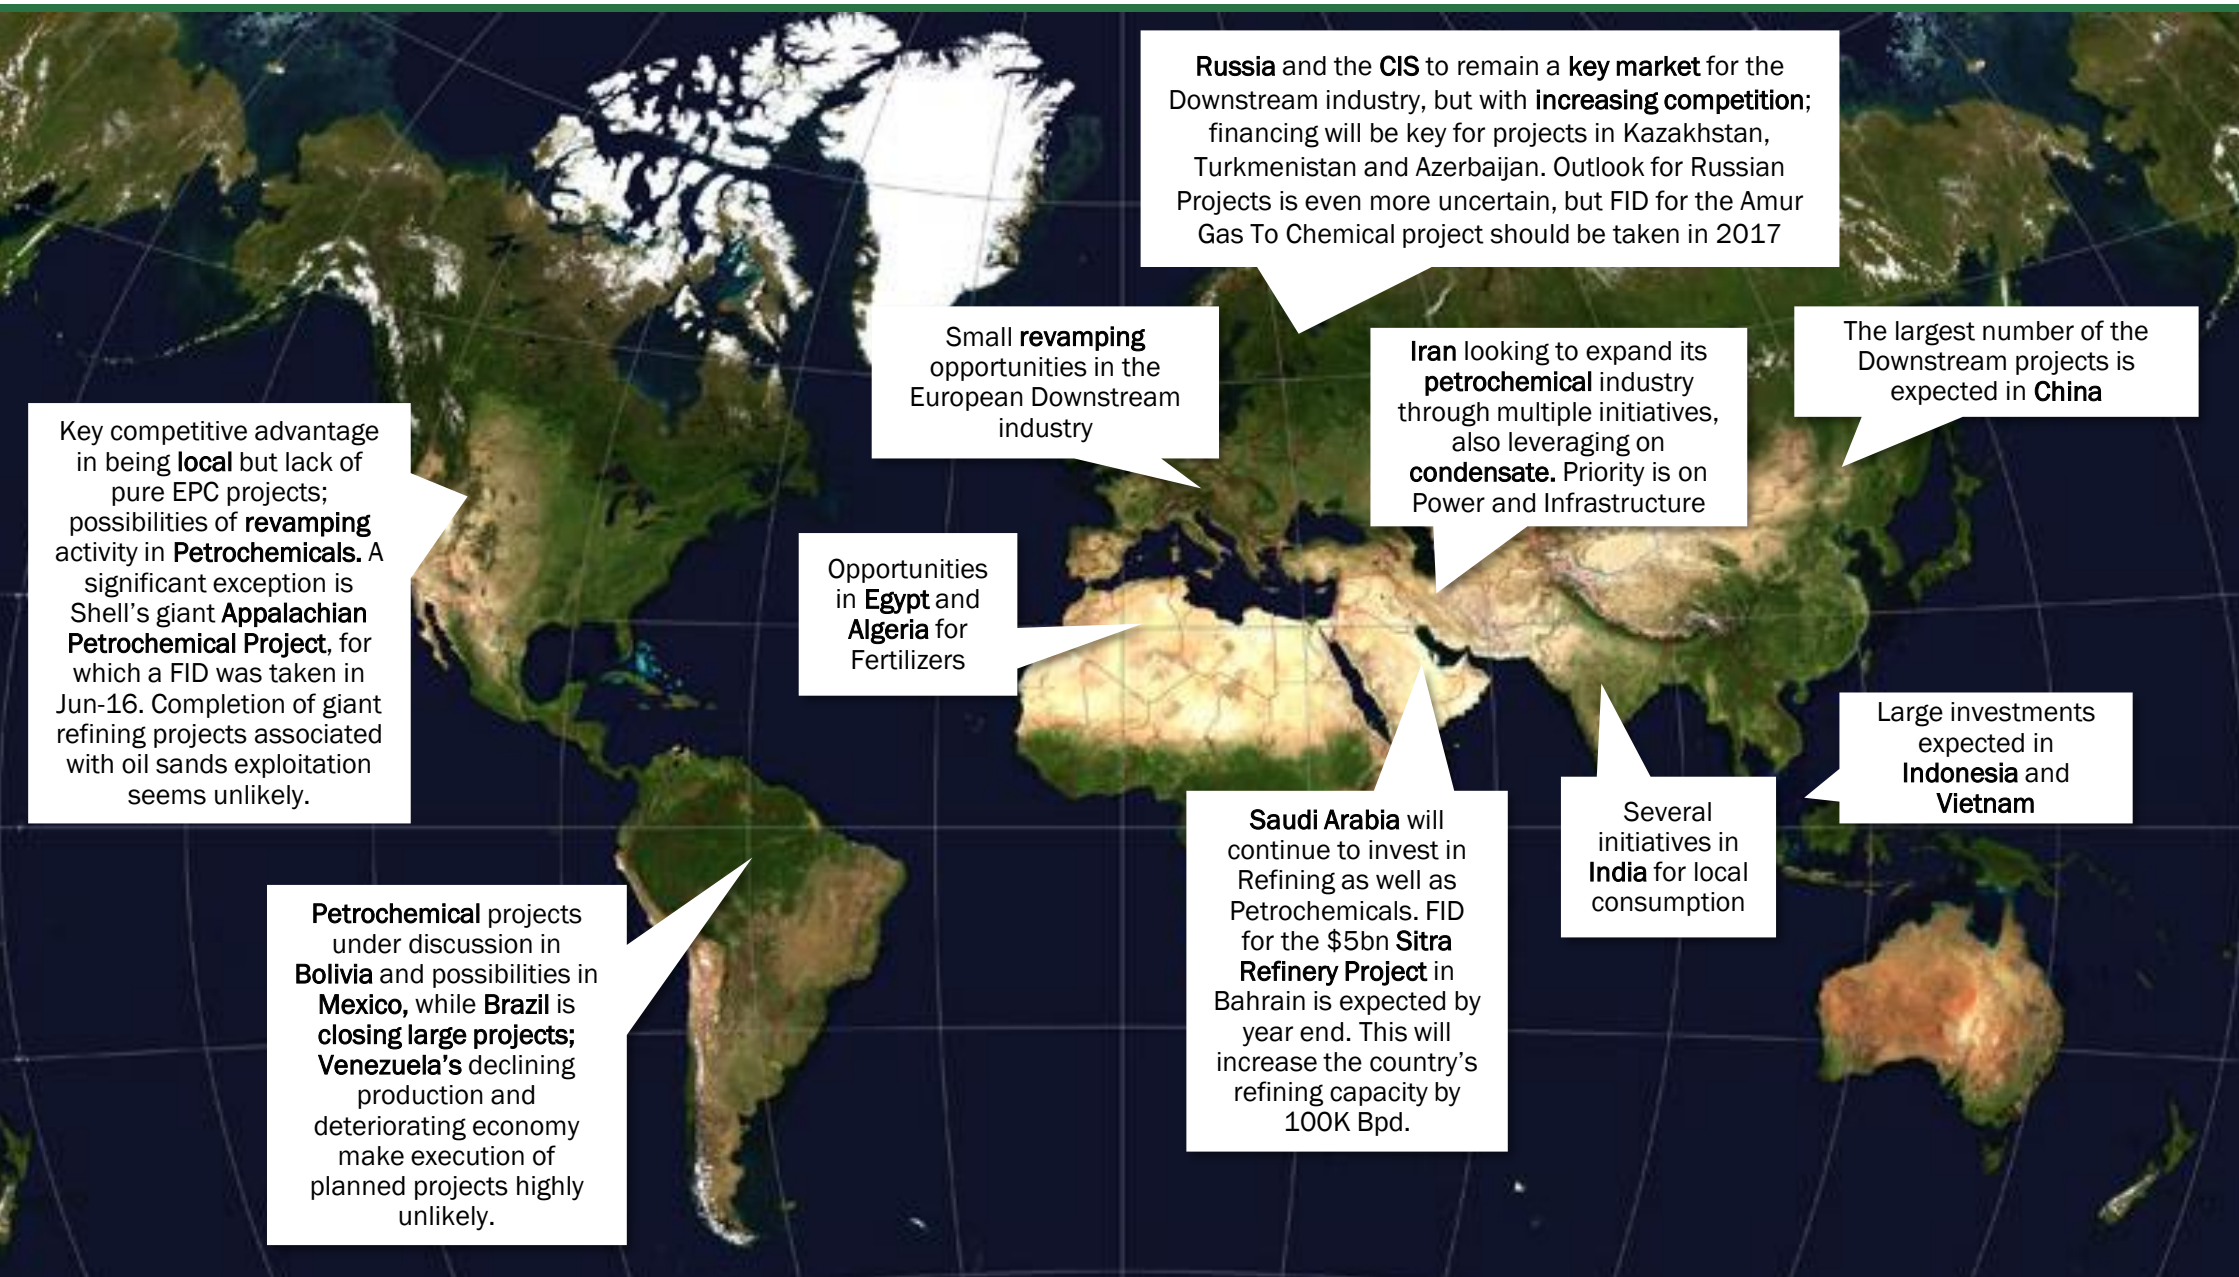 Russia and the CIS to remain a key market for the
Downstream industry, but with increasing competition;
financing will be key for projects in Kazakhstan,
Turkmenistan and Azerbaijan. Outlook for Russian
Projects is even more uncertain, but FID for the Amur
Gas To Chemical project should be taken in 2017
Small revamping
opportunities in the
European Downstream
industry
Iran looking to expand its
petrochemical industry
through multiple initiatives,
also leveraging on
condensate. Priority is on
Power and Infrastructure
The largest number of the
Downstream projects is
expected in China
Key competitive advantage
in being local but lack of
pure EPC projects;
possibilities of revamping
activity in Petrochemicals. A
significant exception is
Shell’s giant Appalachian
Petrochemical Project, for
which a FID was taken in
Jun-16. Completion of giant
refining projects associated
with oil sands exploitation
seems unlikely.
Opportunities
in Egypt and
Algeria for
Fertilizers
Large investments
expected in
Indonesia and
Vietnam
Saudi Arabia will
continue to invest in
Refining as well as
Petrochemicals. FID
for the $5bn Sitra
Refinery Project in
Bahrain is expected by
year end. This will
increase the country’s
refining capacity by
100K Bpd.
Several
initiatives in
India for local
consumption
Petrochemical projects
under discussion in
Bolivia and possibilities in
Mexico, while Brazil is
closing large projects;
Venezuela’s declining
production and
deteriorating economy
make execution of
planned projects highly
unlikely.